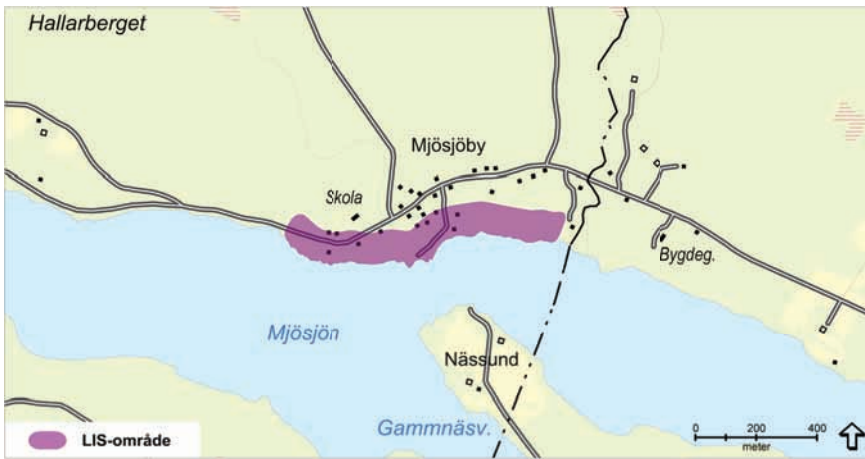 Hallarberget
Mjösjöby
Skola
Bygdeg.
Mjösjön
Nässund
Gammnäsv.
LIS-område
0 200 400
meter